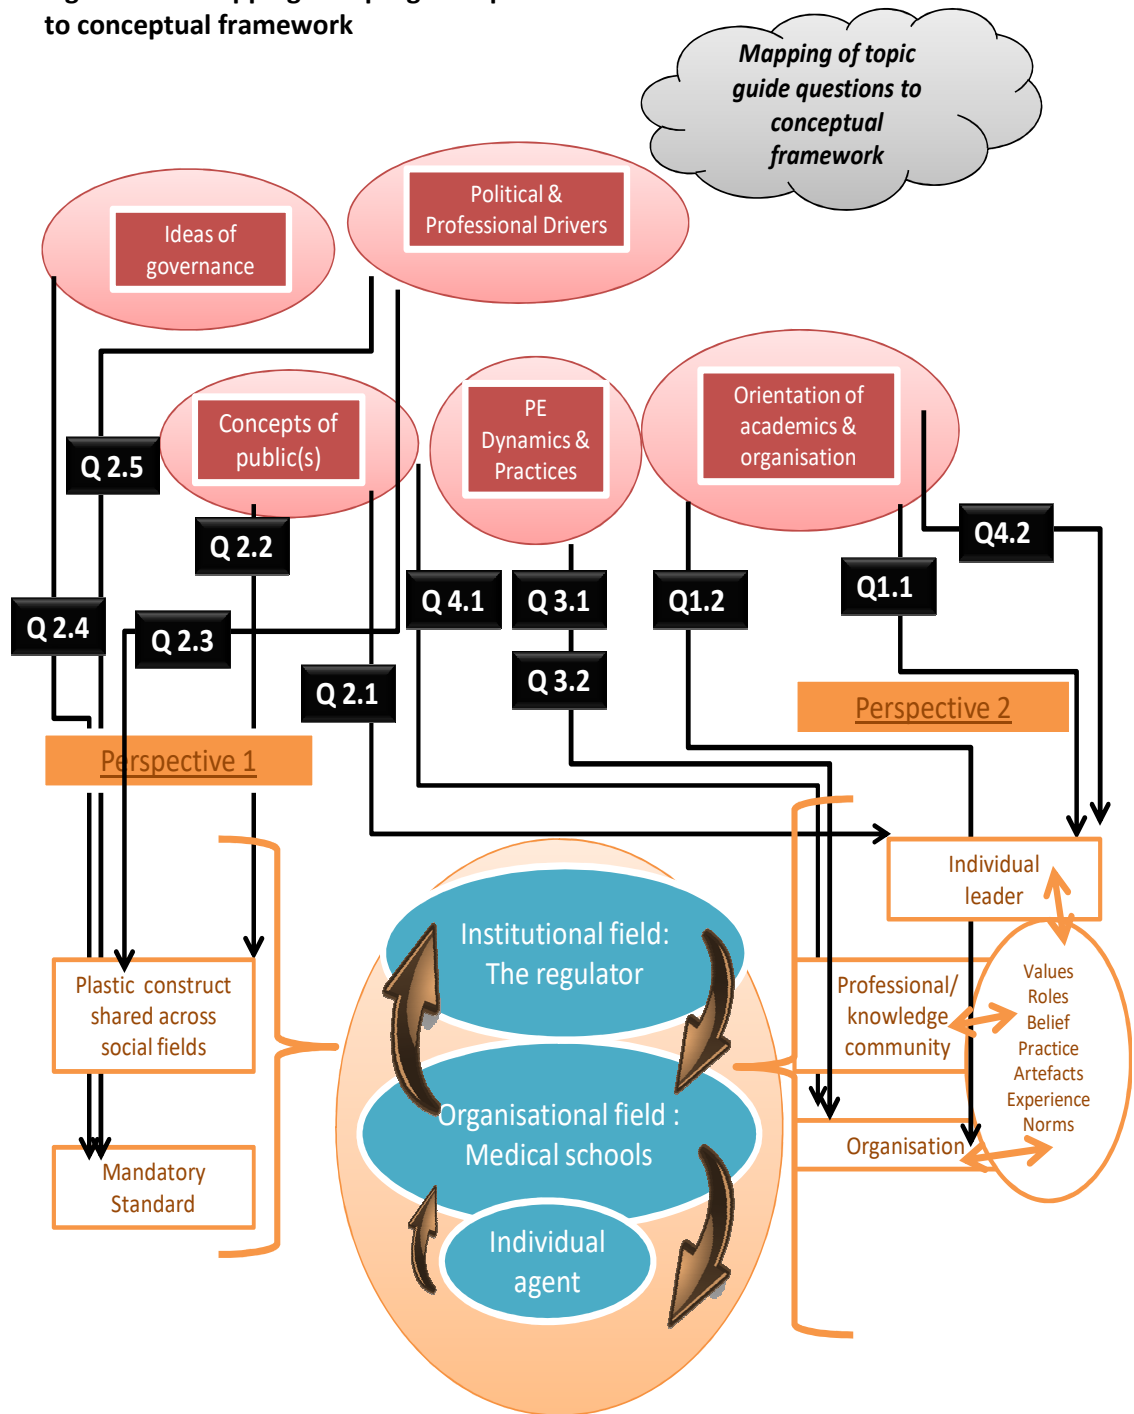 to conceptual framework
Mapping of topic
guide questions to
conceptual
framework
Political &
Professional Drivers
Ideas of
governance
Concepts of
public(s)
PE
Dynamics &
Practices
Orientation of
academics &
organisation
Q 2.5
Q 2.2
Q4.2
Q 4.1
Q 3.1
Q1.2
Q1.1
Q 2.4
Q 2.3
Q 3.2
Q 2.1
Perspective 2
Perspective 1
Individual
leader
Institutional field:
The regulator
Plastic construct
shared across
social fields
Professional/
knowledge
community
Values
Roles
Belief
Practice
Artefacts
Experience
Norms
Organisational field :
Medical schools
Organisation
Mandatory
Standard
Individual
agent